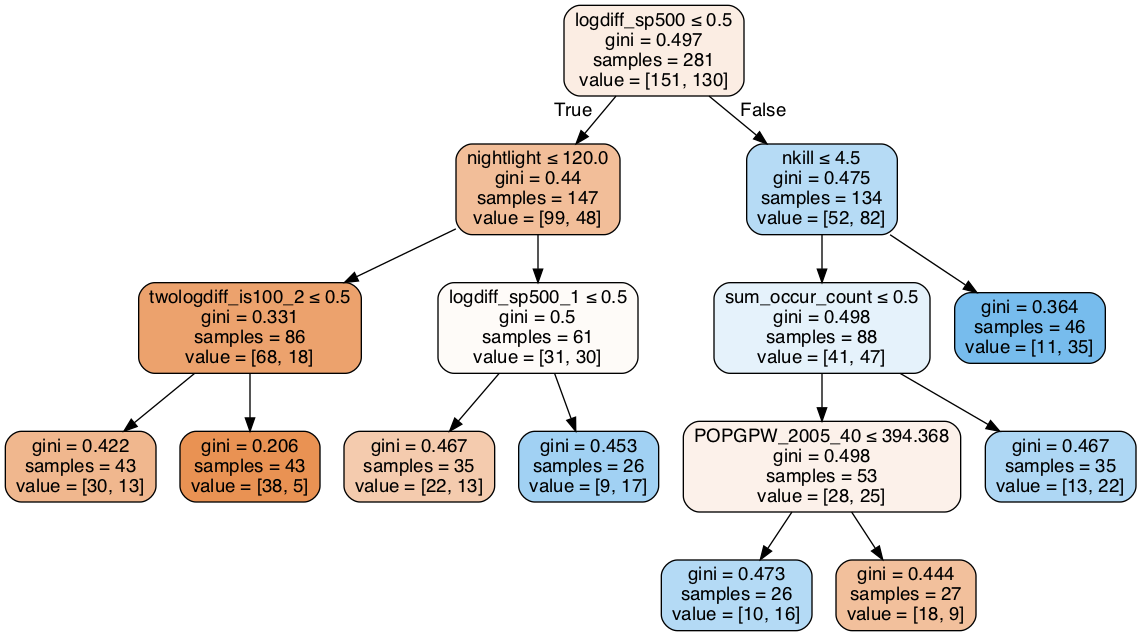 logdiff_sp500 ≤ 0.5
gini = 0.497
samples = 281
value = [151, 130]
True
False
nightlight ≤ 120.0
gini = 0.44
samples = 147
value = [99, 48]
nkill ≤ 4.5
gini = 0.475
samples = 134
value = [52, 82]
twologdiff_is100_2 ≤ 0.5
gini = 0.331
samples = 86
value = [68, 18]
logdiff_sp500_1 ≤ 0.5
gini = 0.5
samples = 61
value = [31, 30]
sum_occur_count ≤ 0.5
gini = 0.498
samples = 88
value = [41, 47]
gini = 0.364
samples = 46
value = [11, 35]
gini = 0.422
samples = 43
value = [30, 13]
gini = 0.206
samples = 43
value = [38, 5]
gini = 0.467
samples = 35
value = [22, 13]
gini = 0.453
samples = 26
value = [9, 17]
POPGPW_2005_40 ≤ 394.368
gini = 0.498
samples = 53
value = [28, 25]
gini = 0.467
samples = 35
value = [13, 22]
gini = 0.473
samples = 26
value = [10, 16]
gini = 0.444
samples = 27
value = [18, 9]